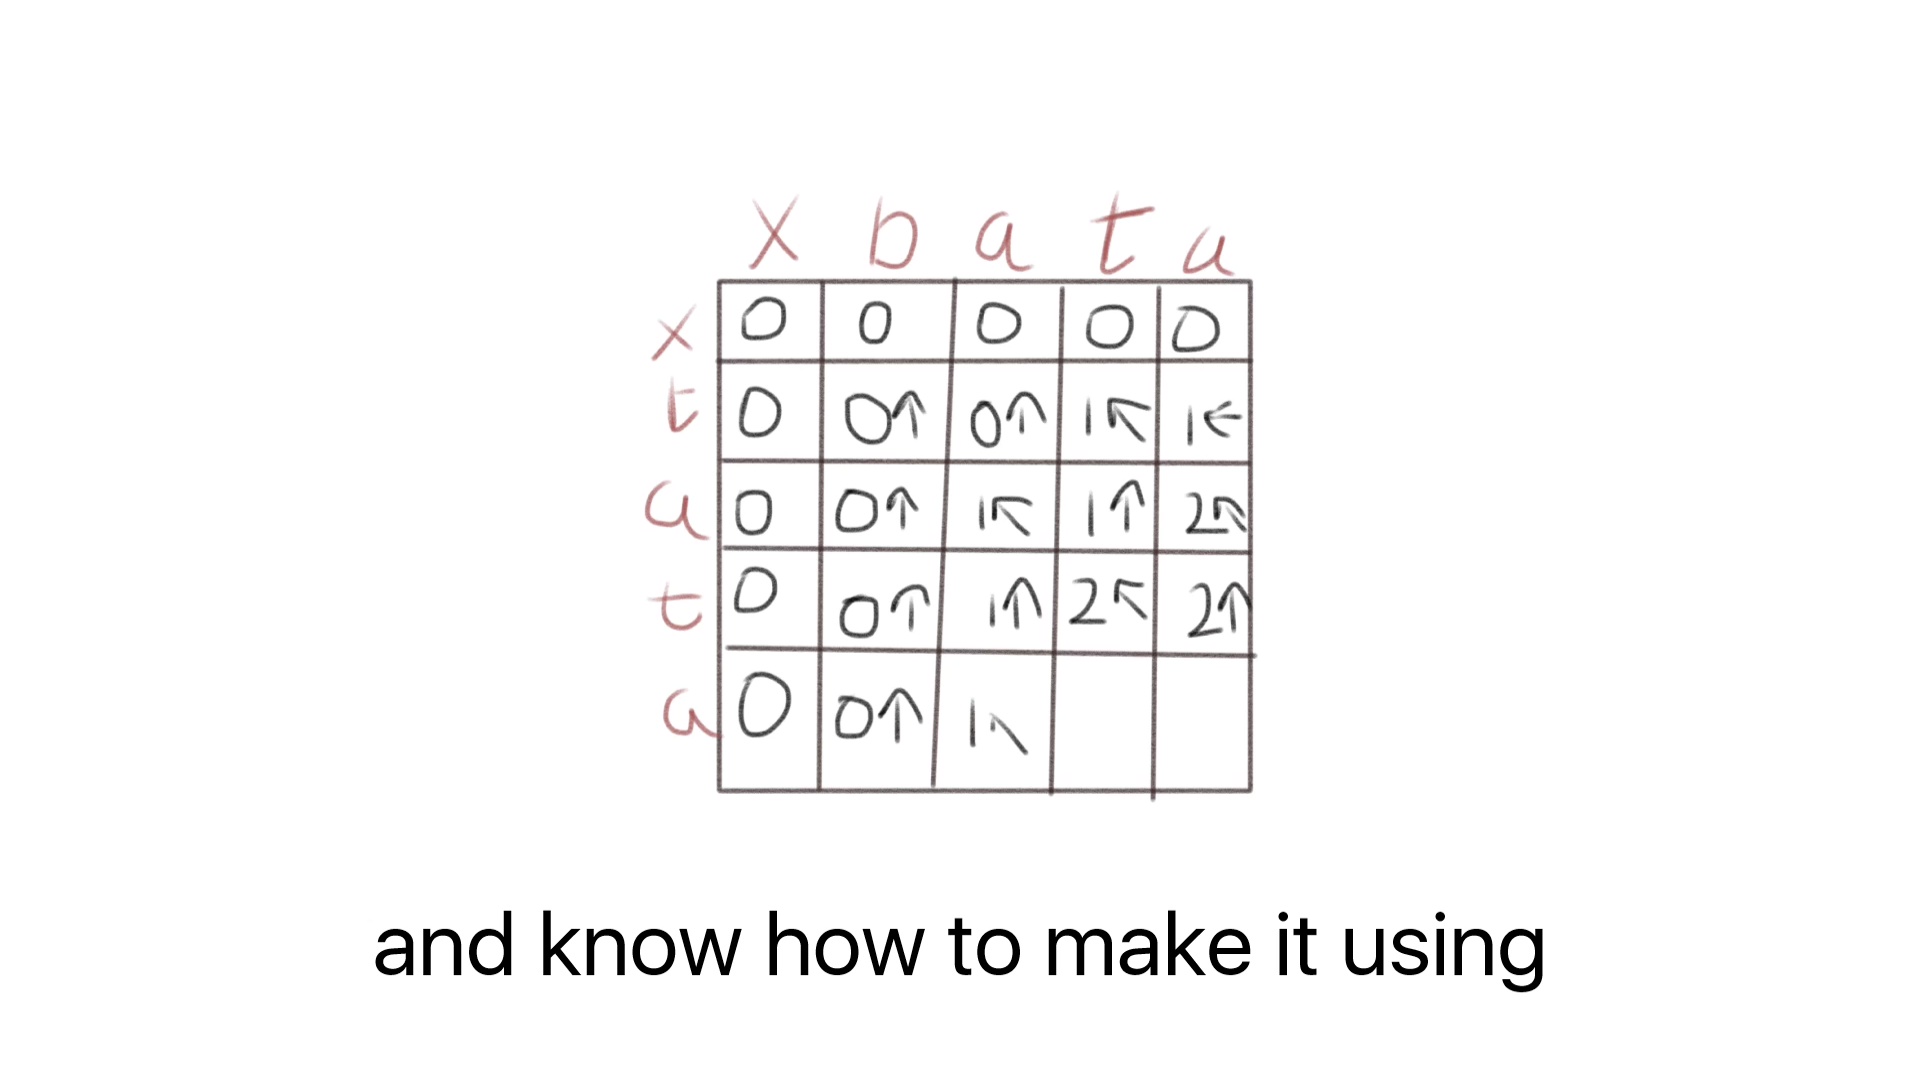 x b a t a
x 0 0 0 0 0
t 0 0↑ 0↑ 1↖ 1←
a 0 0↑ 1↖ 1↑ 2↖
t 0 0↑ 1↑ 2↖ 2↑
a 0 0↑ 1↖
and know how to make it using